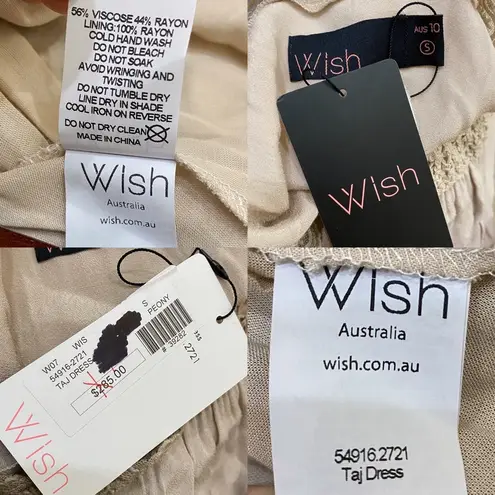 56% VISCOSE 44% RAYON
LINING:100% RAYON
COLD HAND WASH
DO NOT BLEACH
DO NOT SOAK
AVOID WRINGING AND
TWISTING
DO NOT TUMBLE DRY
LINE DRY IN SHADE
COOL IRON ON REVERSE
DO NOT DRY CLEAN
MADE IN CHINA
Wish
Australia
wish.com.au
Wish
AUS 10
S
Wish
W07 WIS S
54916-2721 PEONY
TAJ DRESS
$285.00
# 39282
2721
Wish
Wish
Australia
wish.com.au
54916.2721
Taj Dress